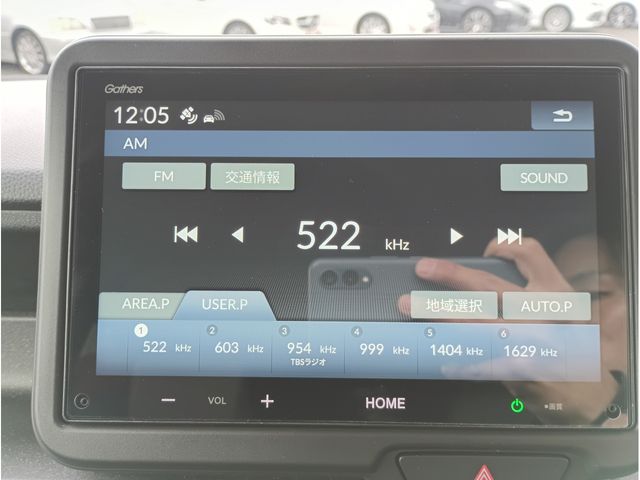 Gathers
12:05
AM
FM 交通情報 SOUND
522 kHz
AREA.P USER.P 地域選択 AUTO.P
1 2 3 4 5 6
522 kHz 603 kHz 954 kHz 999 kHz 1404 kHz 1629 kHz
TBSラジオ
VOL HOME
画質